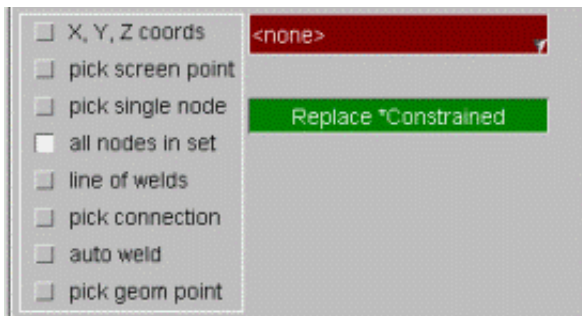 X, Y, Z coords
pick screen point
pick single node
all nodes in set
line of welds
pick connection
auto weld
pick geom point
<none>
Replace *Constrained